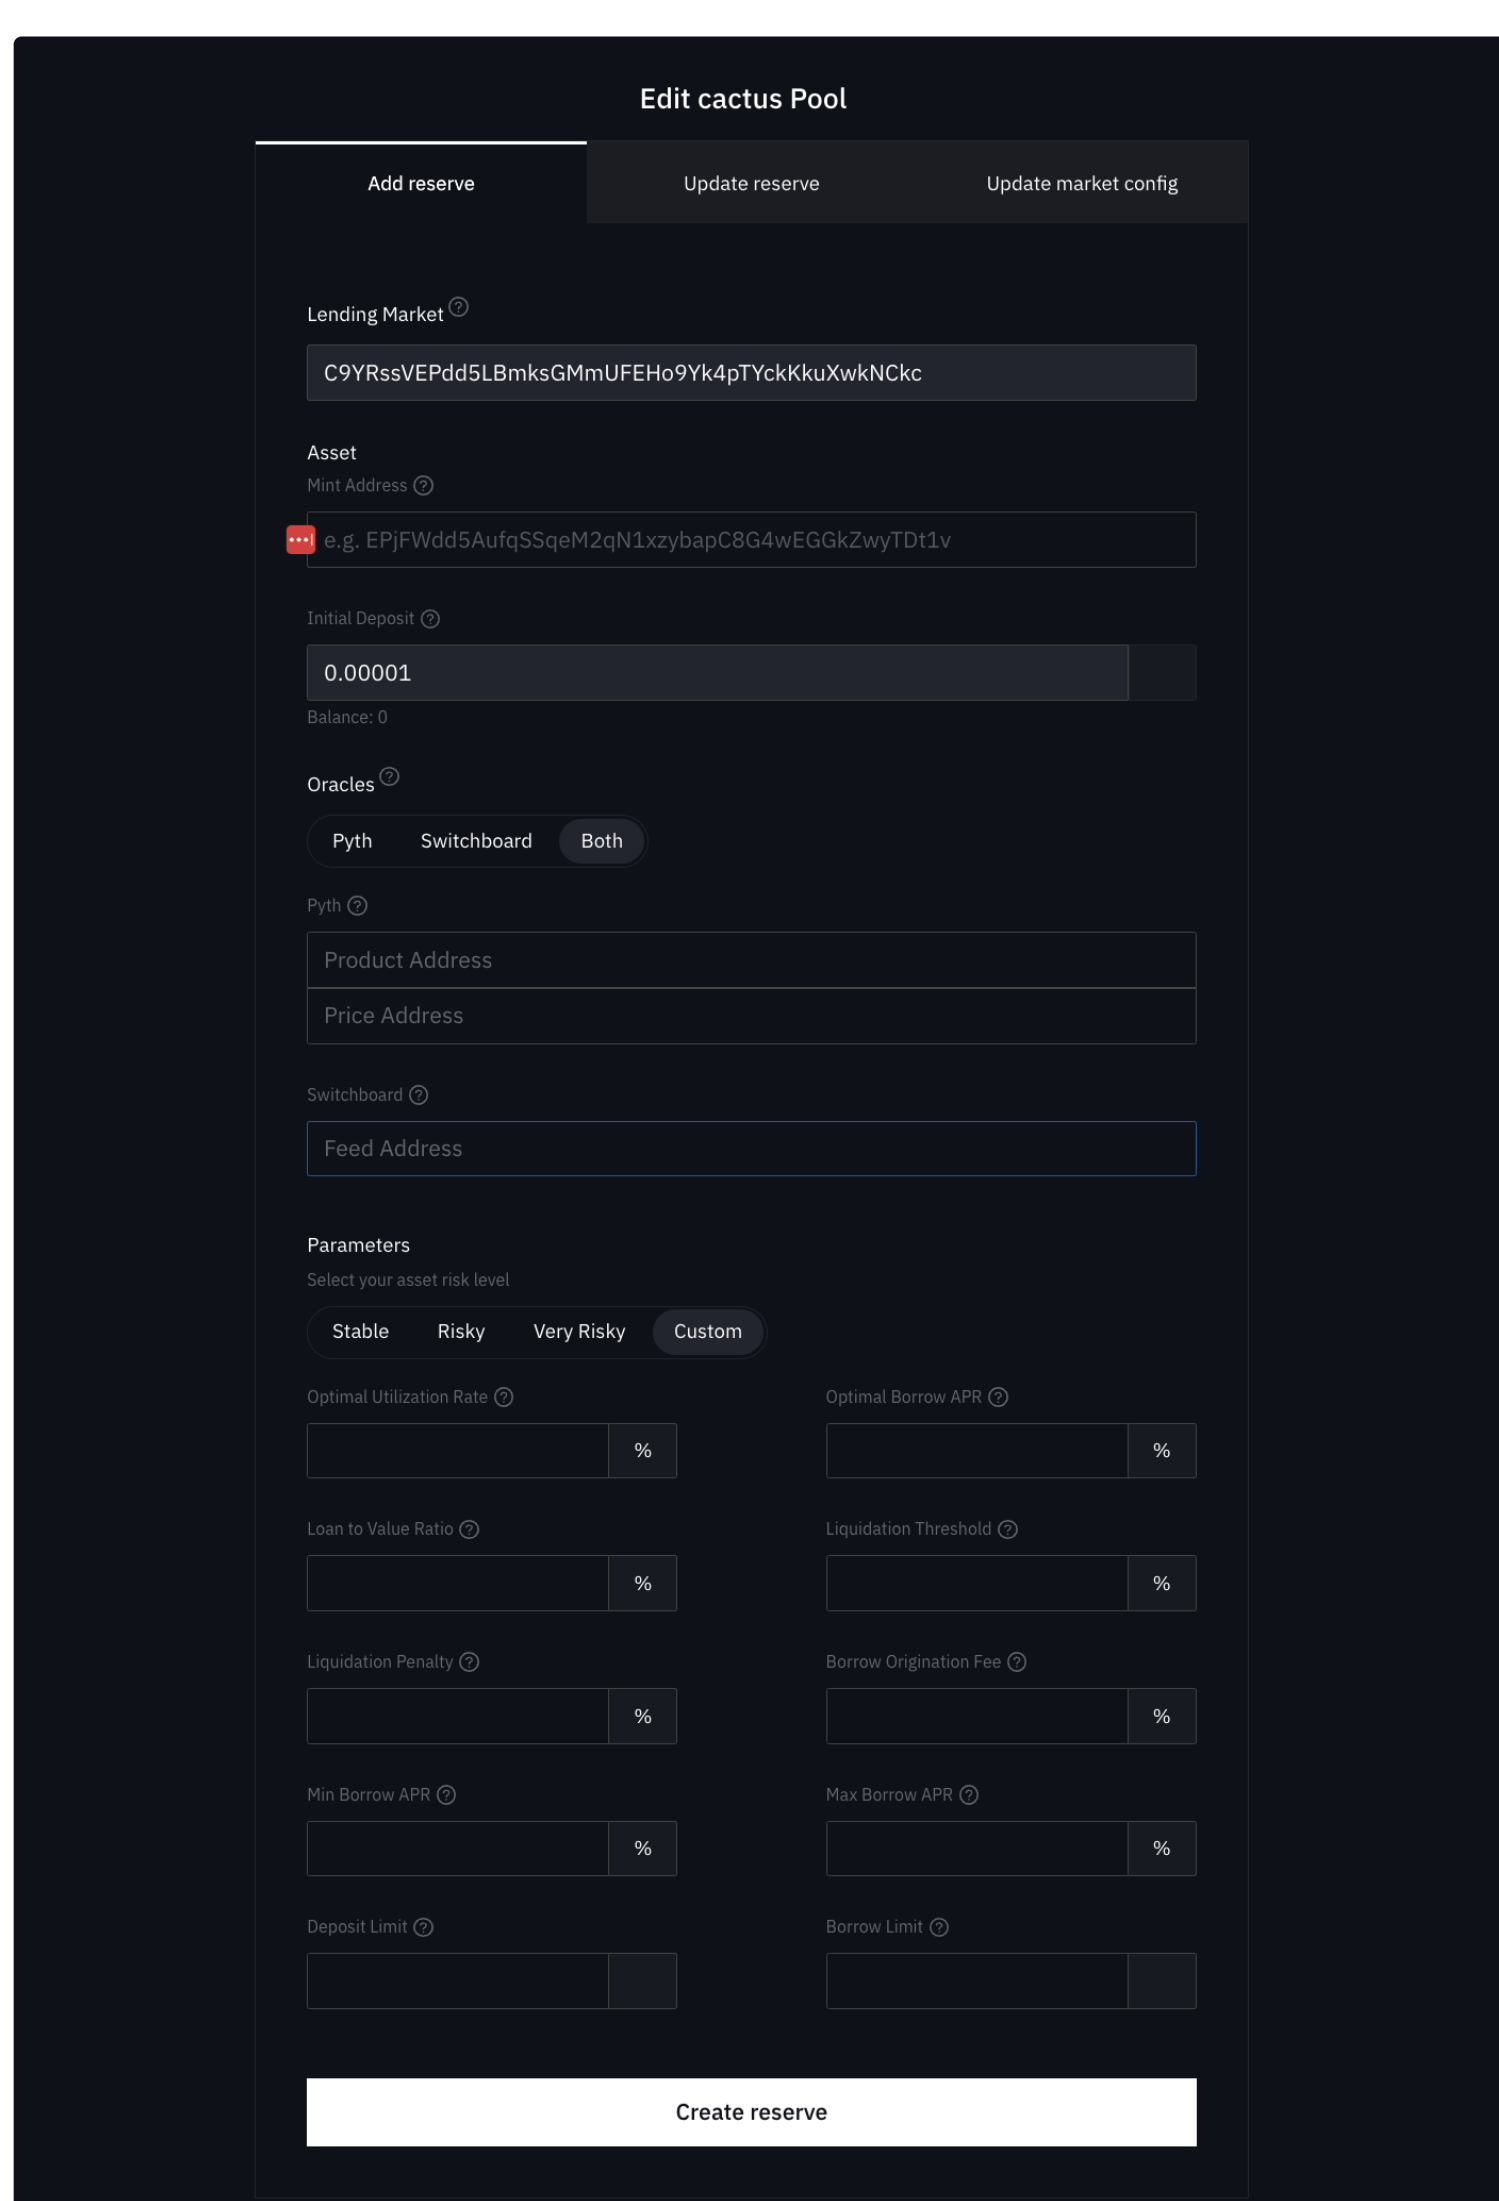 Edit cactus Pool
Add reserve
Update reserve
Update market config
Lending Market
C9YRssVEPdd5LBmksGMmUFEHo9Yk4pTYckKkuXwkNCkc
Asset
Mint Address
e.g. EPjFWdd5AufqSSqeM2qN1xzybapC8G4wEGGkZwyTDt1v
Initial Deposit
0.00001
Balance: 0
Oracles
Pyth
Switchboard
Both
Pyth
Product Address
Price Address
Switchboard
Feed Address
Parameters
Select your asset risk level
Stable
Risky
Very Risky
Custom
Optimal Utilization Rate
Optimal Borrow APR
%
%
Loan to Value Ratio
Liquidation Threshold
%
%
Liquidation Penalty
Borrow Origination Fee
%
%
Min Borrow APR
Max Borrow APR
%
%
Deposit Limit
Borrow Limit
Create reserve